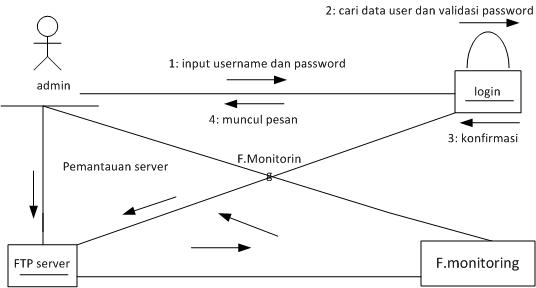 2: cari data user dan validasi password
admin
1: input username dan password
login
4: muncul pesan
3: konfirmasi
Pemantauan server
F.Monitorin
g
FTP server
F.monitoring